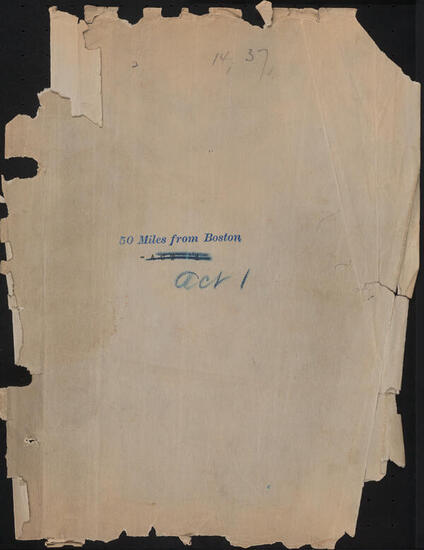 14, 37,
50 Miles from Boston
act 1